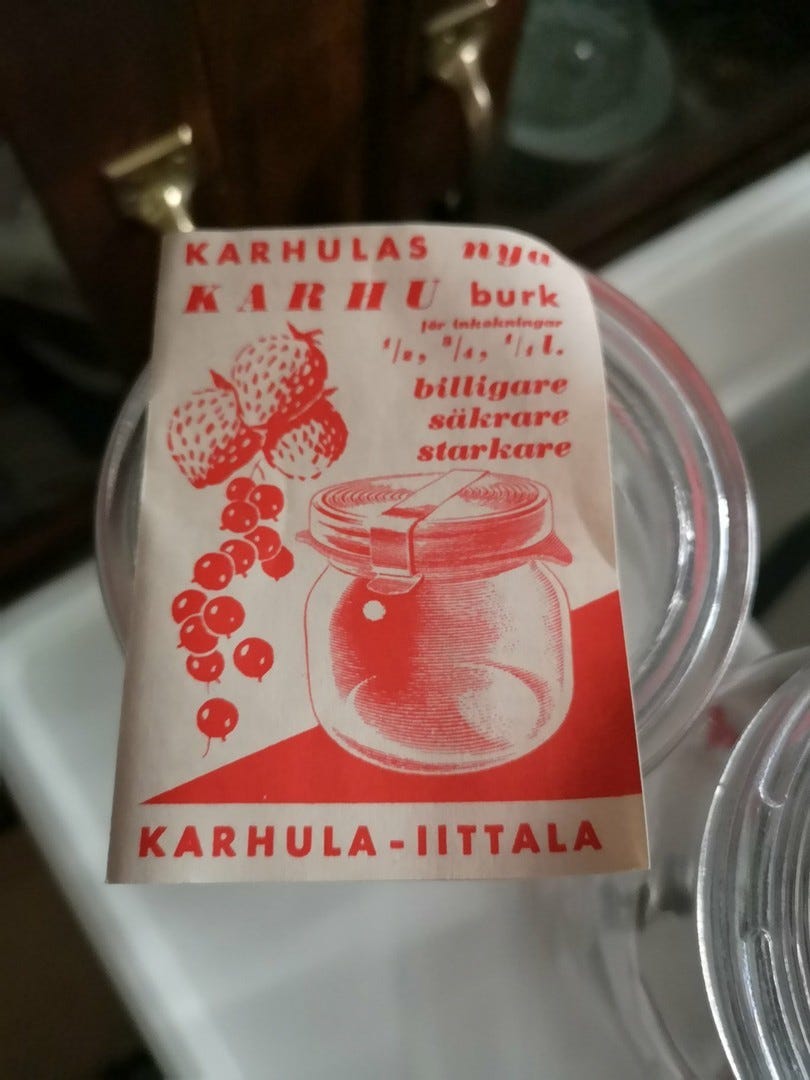 KARHULAS nya
KARHU burk
för inkokningar
1/2, 3/4, 1/1 l.
billigare
säkrare
starkare
KARHULA-IITTALA